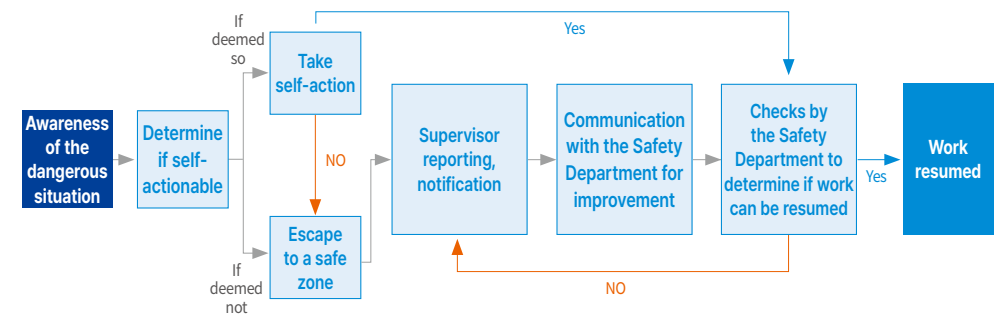 If
deemed
so
Yes
Take
self-action
Awareness
of the
dangerous
situation
Determine
if self-
actionable
NO
Supervisor
reporting,
notification
Communication
with the Safety
Department for
improvement
Checks by
the Safety
Department to
determine if work
can be resumed
Yes
Work
resumed
Escape
to a safe
zone
If
deemed
not
NO